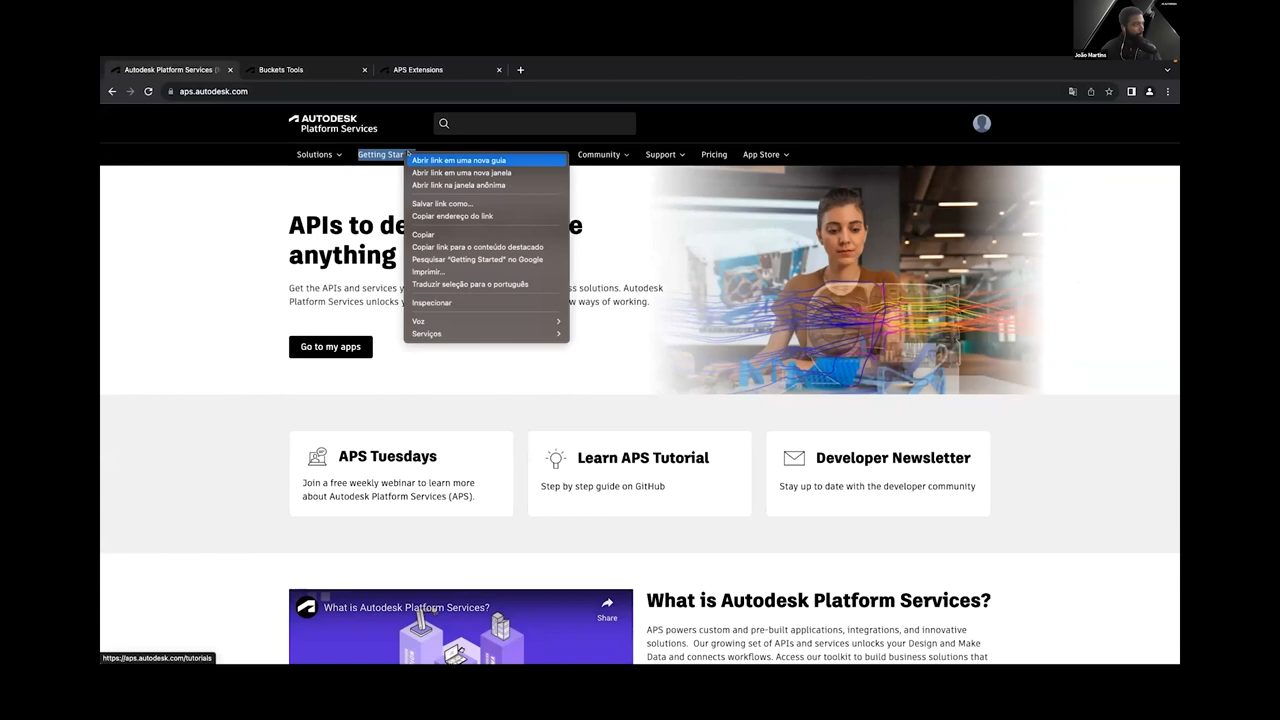 João Martins
Autodesk Platform Services (
Buckets Tools
APS Extensions
aps.autodesk.com
AUTODESK
Platform Services
Solutions
Getting Star
Community
Support
Pricing
App Store
Abrir link em uma nova guia
Abrir link em uma nova janela
Abrir link na janela anônima
Salvar link como...
Copiar endereço do link
Copiar
Copiar link para o conteúdo destacado
Pesquisar "Getting Started" no Google
Imprimir...
Traduzir seleção para o português
Inspecionar
Voz
Serviços
APIs to de
anything
Get the APIs and services
ess solutions. Autodesk
Platform Services unlocks
ew ways of working.
Go to my apps
APS Tuesdays
Join a free weekly webinar to learn more
about Autodesk Platform Services (APS).
Learn APS Tutorial
Step by step guide on GitHub
Developer Newsletter
Stay up to date with the developer community
What is Autodesk Platform Services?
Share
What is Autodesk Platform Services?
APS powers custom and pre-built applications, integrations, and innovative
solutions. Our growing set of APIs and services unlocks your Design and Make
Data and connects workflows. Access our toolkit to build business solutions that
https://aps.autodesk.com/tutorials